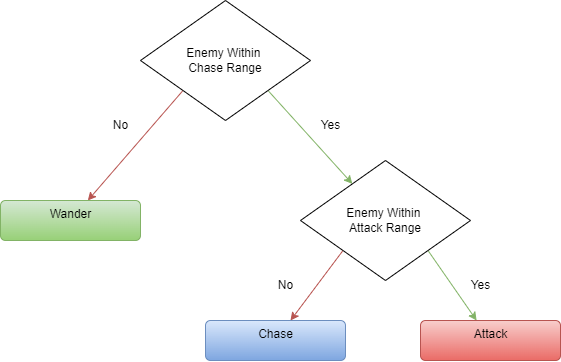 Enemy Within
Chase Range
No
Yes
Wander
Enemy Within
Attack Range
No
Yes
Chase
Attack